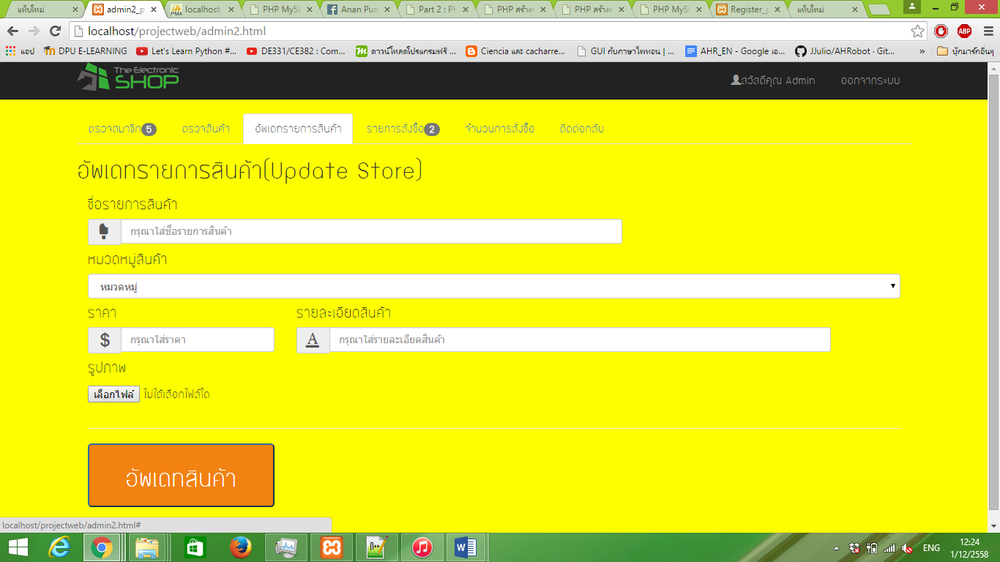 แท็บใหม่
admin2_p
localhost
PHP MySC
Anan Pum
Part 2 : PH
PHP สร้างร
PHP สร้างฟ
PHP MySC
Register_p
แท็บใหม่
localhost/projectweb/admin2.html
ABP
แอป
DPU E-LEARNING
Let's Learn Python #...
DE331/CE382 : Com...
ดาวน์โหลดโปรแกรมฟรี ...
Ciencia และ cacharre...
GUI กับภาษาไพทอน | ...
AHR_EN - Google เอ...
JJulio/AHRobot · Git...
»
บุ๊กมาร์กอื่นๆ
The Electronic
SHOP
สวัสดีคุณ Admin
ออกจากระบบ
ตรวจสมาชิก 5
ตรวจสินค้า
อัพเดทรายการสินค้า
รายการสั่งซื้อ 2
จำนวนการสั่งซื้อ
ติดต่อกลับ
อัพเดทรายการสินค้า(Update Store)
ชื่อรายการสินค้า
กรุณาใส่ชื่อรายการสินค้า
หมวดหมู่สินค้า
หมวดหมู่
ราคา
รายละเอียดสินค้า
$
กรุณาใส่ราคา
A
กรุณาใส่รายละเอียดสินค้า
รูปภาพ
เลือกไฟล์
ไม่ได้เลือกไฟล์ใด
อัพเดทสินค้า
localhost/projectweb/admin2.html#
ENG
12:24
1/12/2558